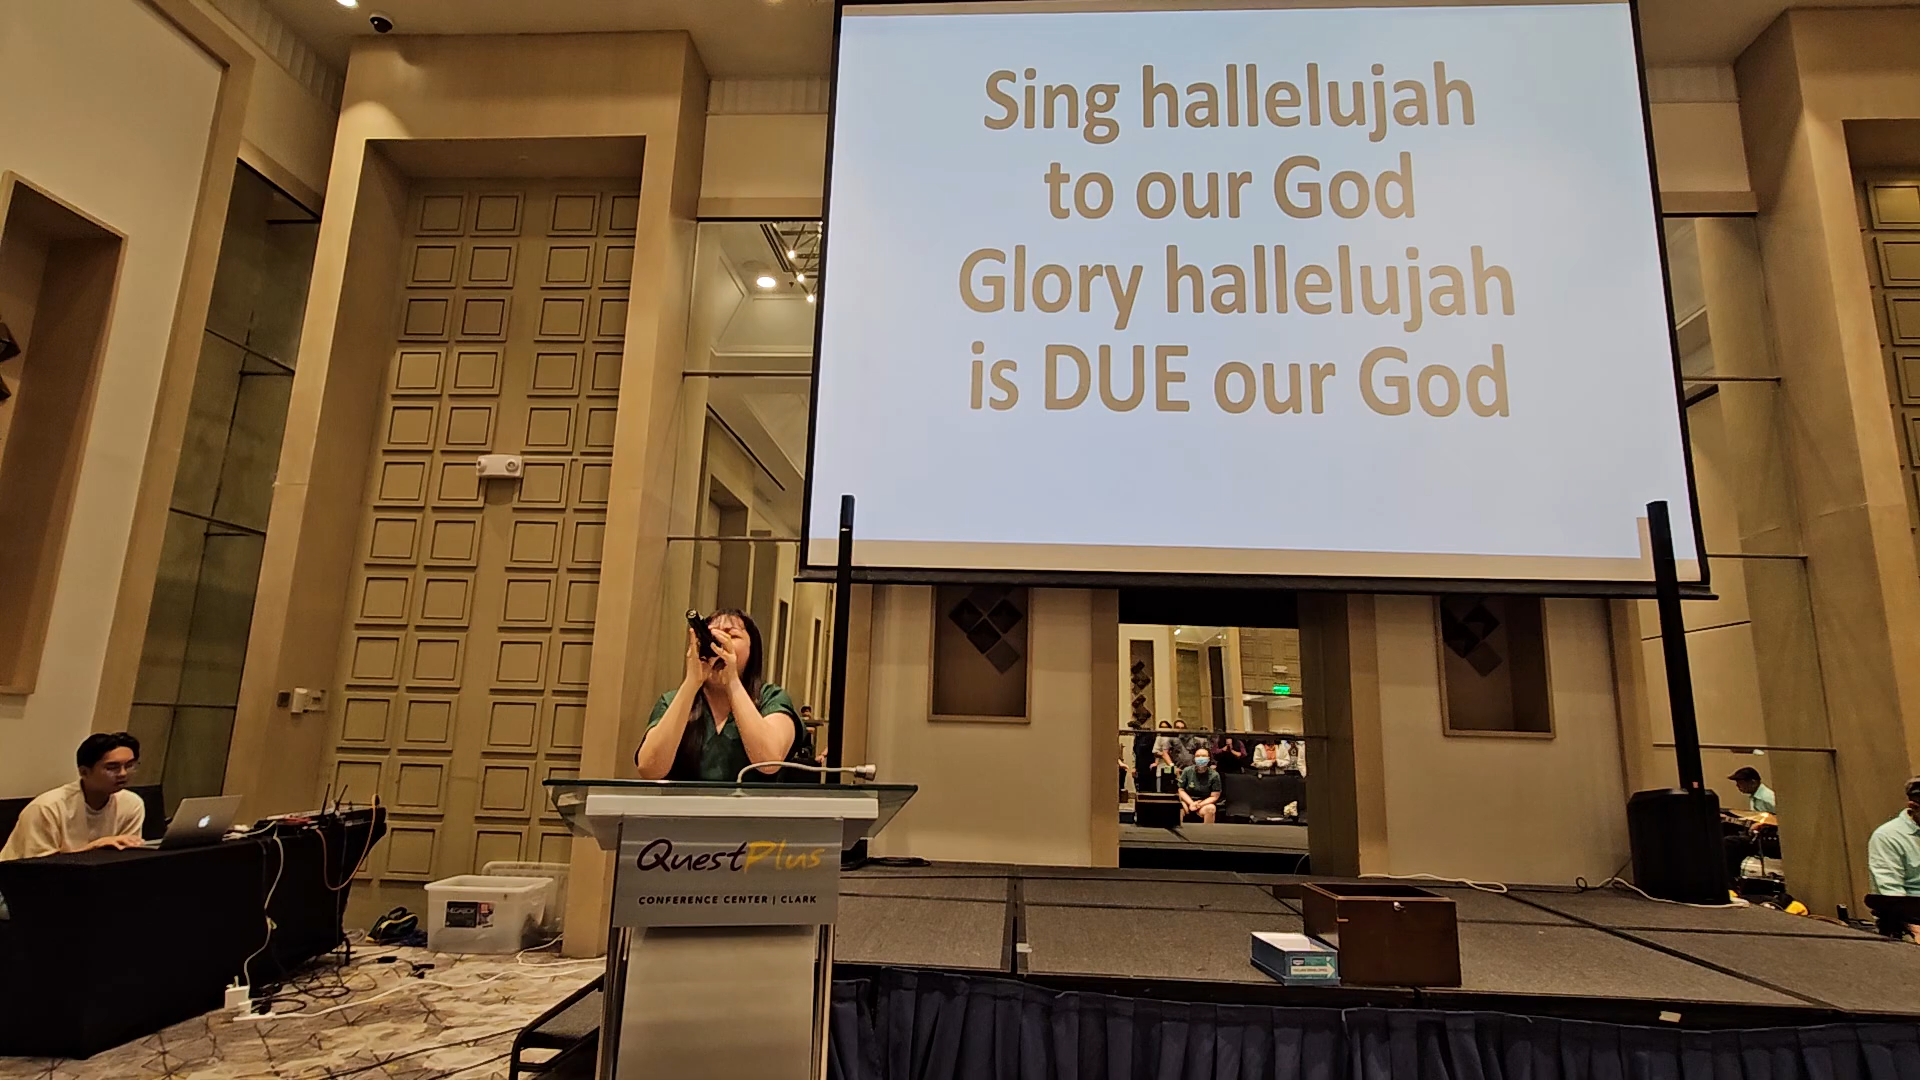 Sing hallelujah
to our God
Glory hallelujah
is DUE our God
QuestPlus
CONFERENCE CENTER | CLARK